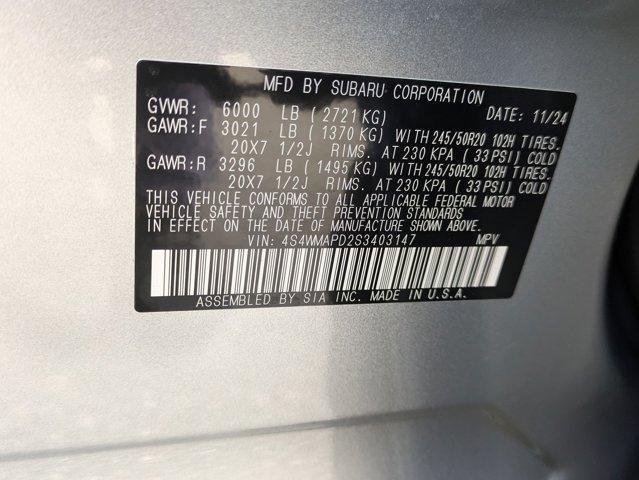 MFD BY SUBARU CORPORATION
GVWR: 6000 LB ( 2721 KG) DATE: 11/24
GAWR:F 3021 LB ( 1370 KG) WITH 245/50R20 102H TIRES.
20X7 1/2J RIMS. AT 230 KPA ( 33 PSI) COLD
GAWR:R 3296 LB ( 1495 KG) WITH 245/50R20 102H TIRES.
20X7 1/2J RIMS. AT 230 KPA ( 33 PSI) COLD
THIS VEHICLE CONFORMS TO ALL APPLICABLE FEDERAL MOTOR
VEHICLE SAFETY AND THEFT PREVENTION STANDARDS
IN EFFECT ON THE DATE OF MANUFACTURE SHOWN ABOVE.
VIN: 4S4WMAPD2S3403147 MPV
ASSEMBLED BY SIA INC. MADE IN U.S.A.